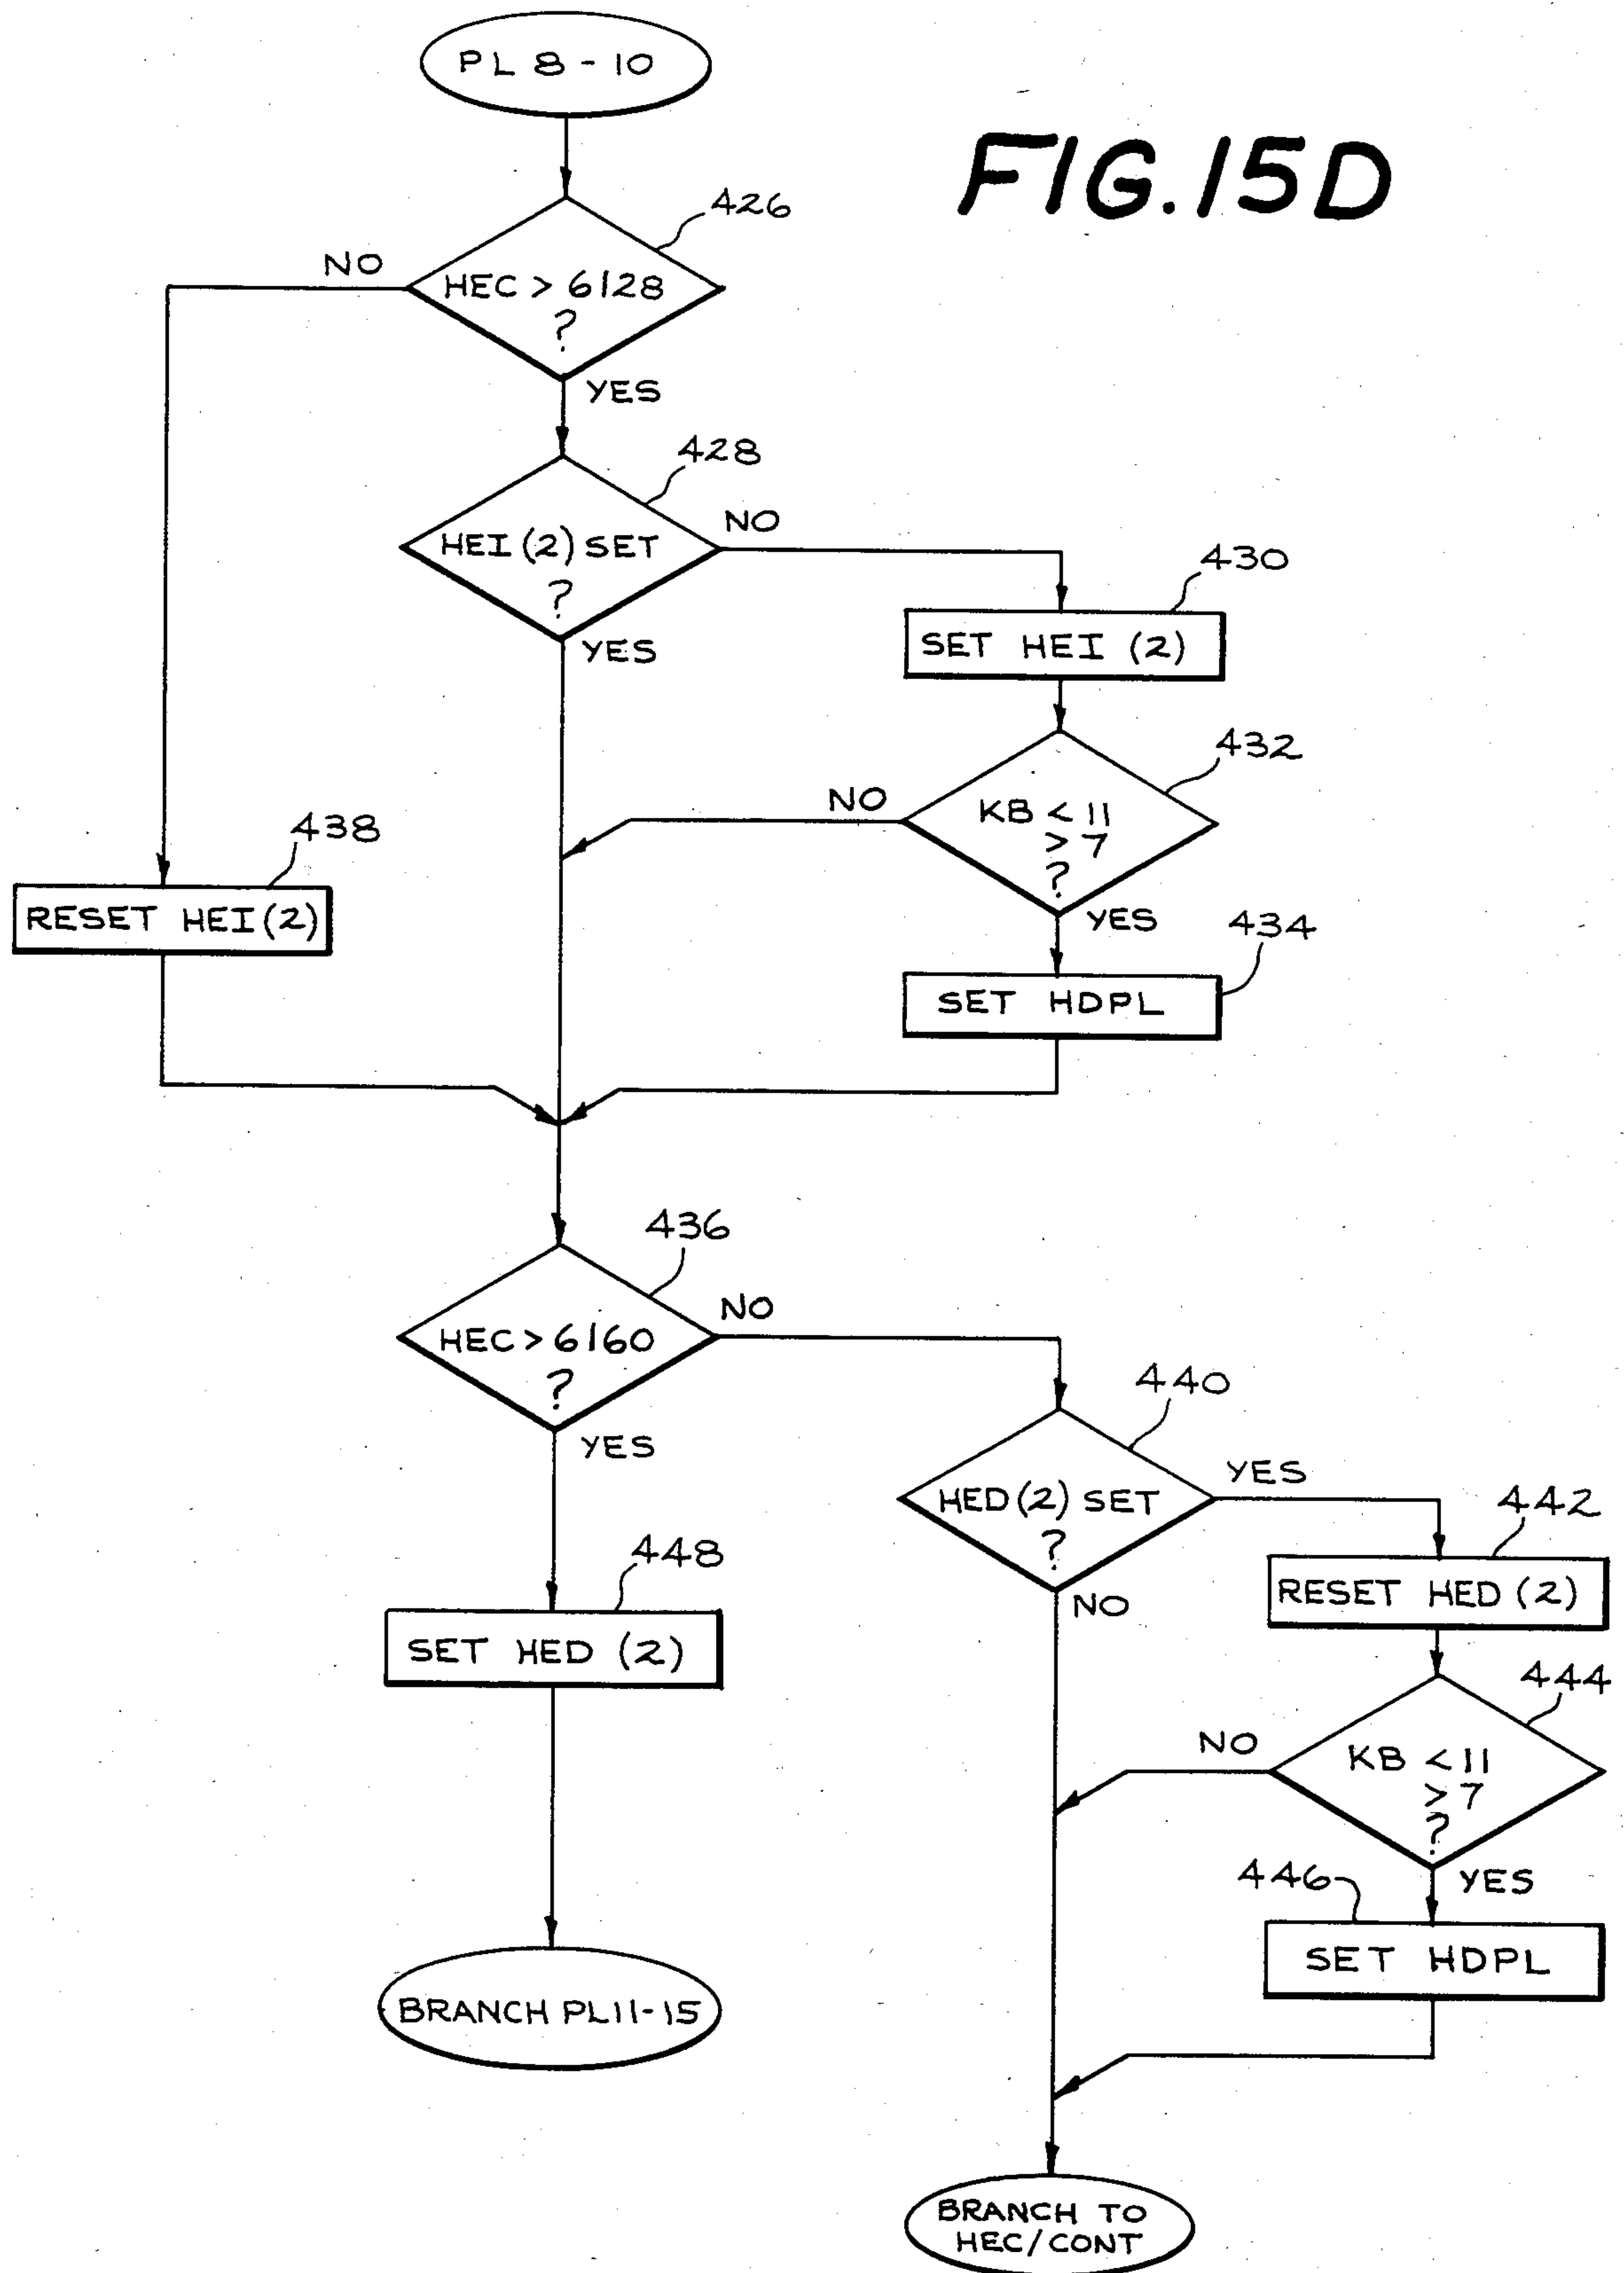 PL 8 - 10
FIG. 15D
426
NO
HEC > 6128
?
YES
428
NO
HEI (2) SET
?
YES
430
SET HEI (2)
432
NO
KB < 11
> 7
?
YES
438
RESET HEI (2)
434
SET HDPL
436
NO
HEC > 6160
?
YES
440
YES
HED (2) SET
?
NO
442
RESET HED (2)
448
SET HED (2)
444
NO
KB < 11
> 7
?
YES
446
SET HDPL
BRANCH PL11-15
BRANCH TO
HEC/CONT